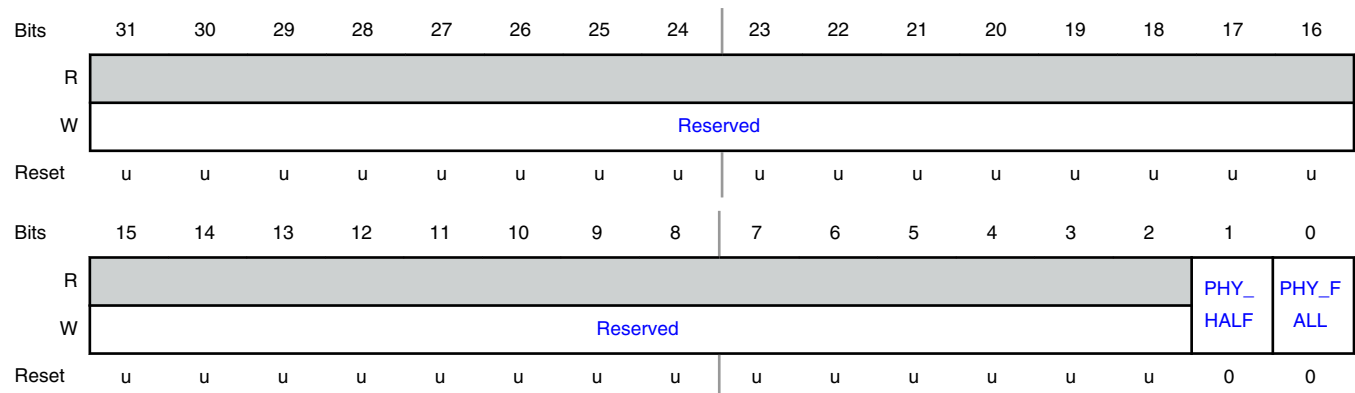 Bits 31 30 29 28 27 26 25 24 23 22 21 20 19 18 17 16
R
W Reserved
Reset u u u u u u u u u u u u u u u u
Bits 15 14 13 12 11 10 9 8 7 6 5 4 3 2 1 0
R PHY_ PHY_F
W Reserved HALF ALL
Reset u u u u u u u u u u u u u u 0 0